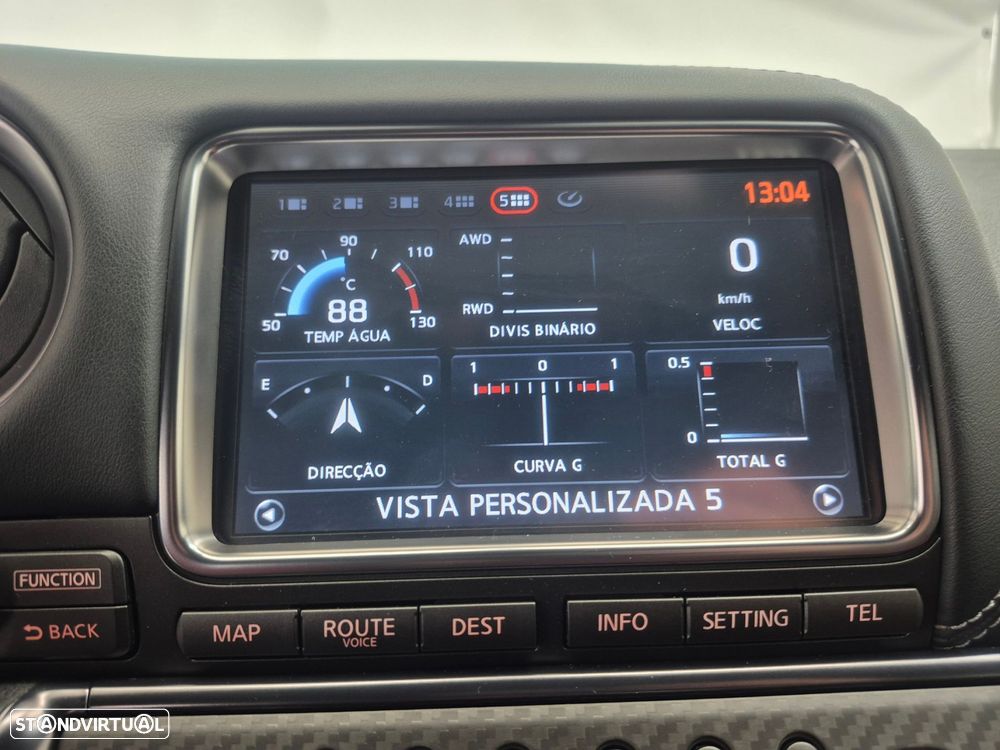 1 2 3 4 5 13:04
70 90 110
°C
88
50 130
TEMP ÁGUA
AWD
RWD
DIVIS BINÁRIO
0
km/h
VELOC
E D
DIRECÇÃO
1 0 1
CURVA G
0.5
0
TOTAL G
VISTA PERSONALIZADA 5
FUNCTION
BACK
MAP
ROUTE
VOICE
DEST
INFO
SETTING
TEL
STANDVIRTUAL